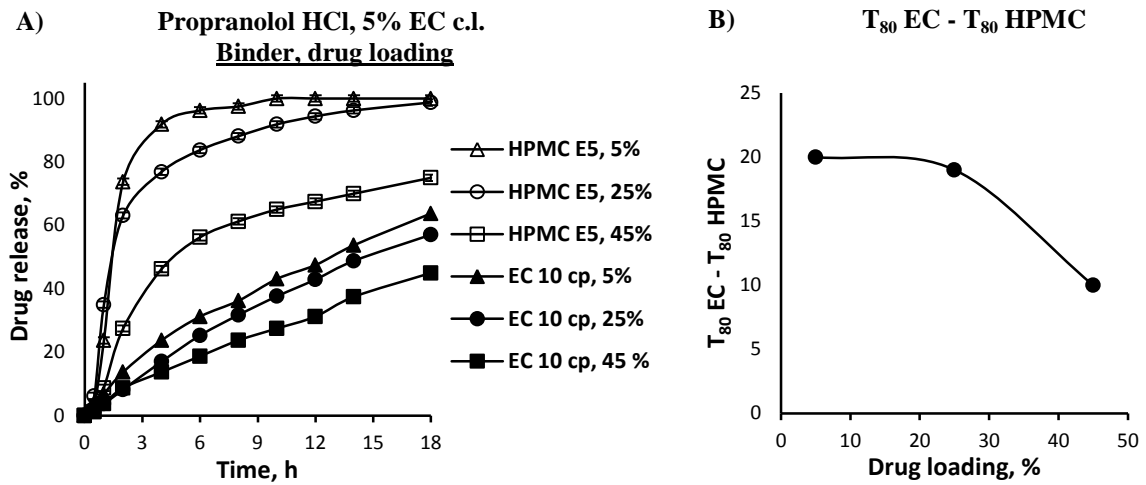 A)
Propranolol HCl, 5% EC c.l.
Binder, drug loading
Drug release, %
100
80
60
40
20
0
0
3
6
9
12
15
18
Time, h
HPMC E5, 5%
HPMC E5, 25%
HPMC E5, 45%
EC 10 cp, 5%
EC 10 cp, 25%
EC 10 cp, 45 %
B)
T₈₀ EC - T₈₀ HPMC
T₈₀ EC - T₈₀ HPMC
25
20
15
10
5
0
0
10
20
30
40
50
Drug loading, %